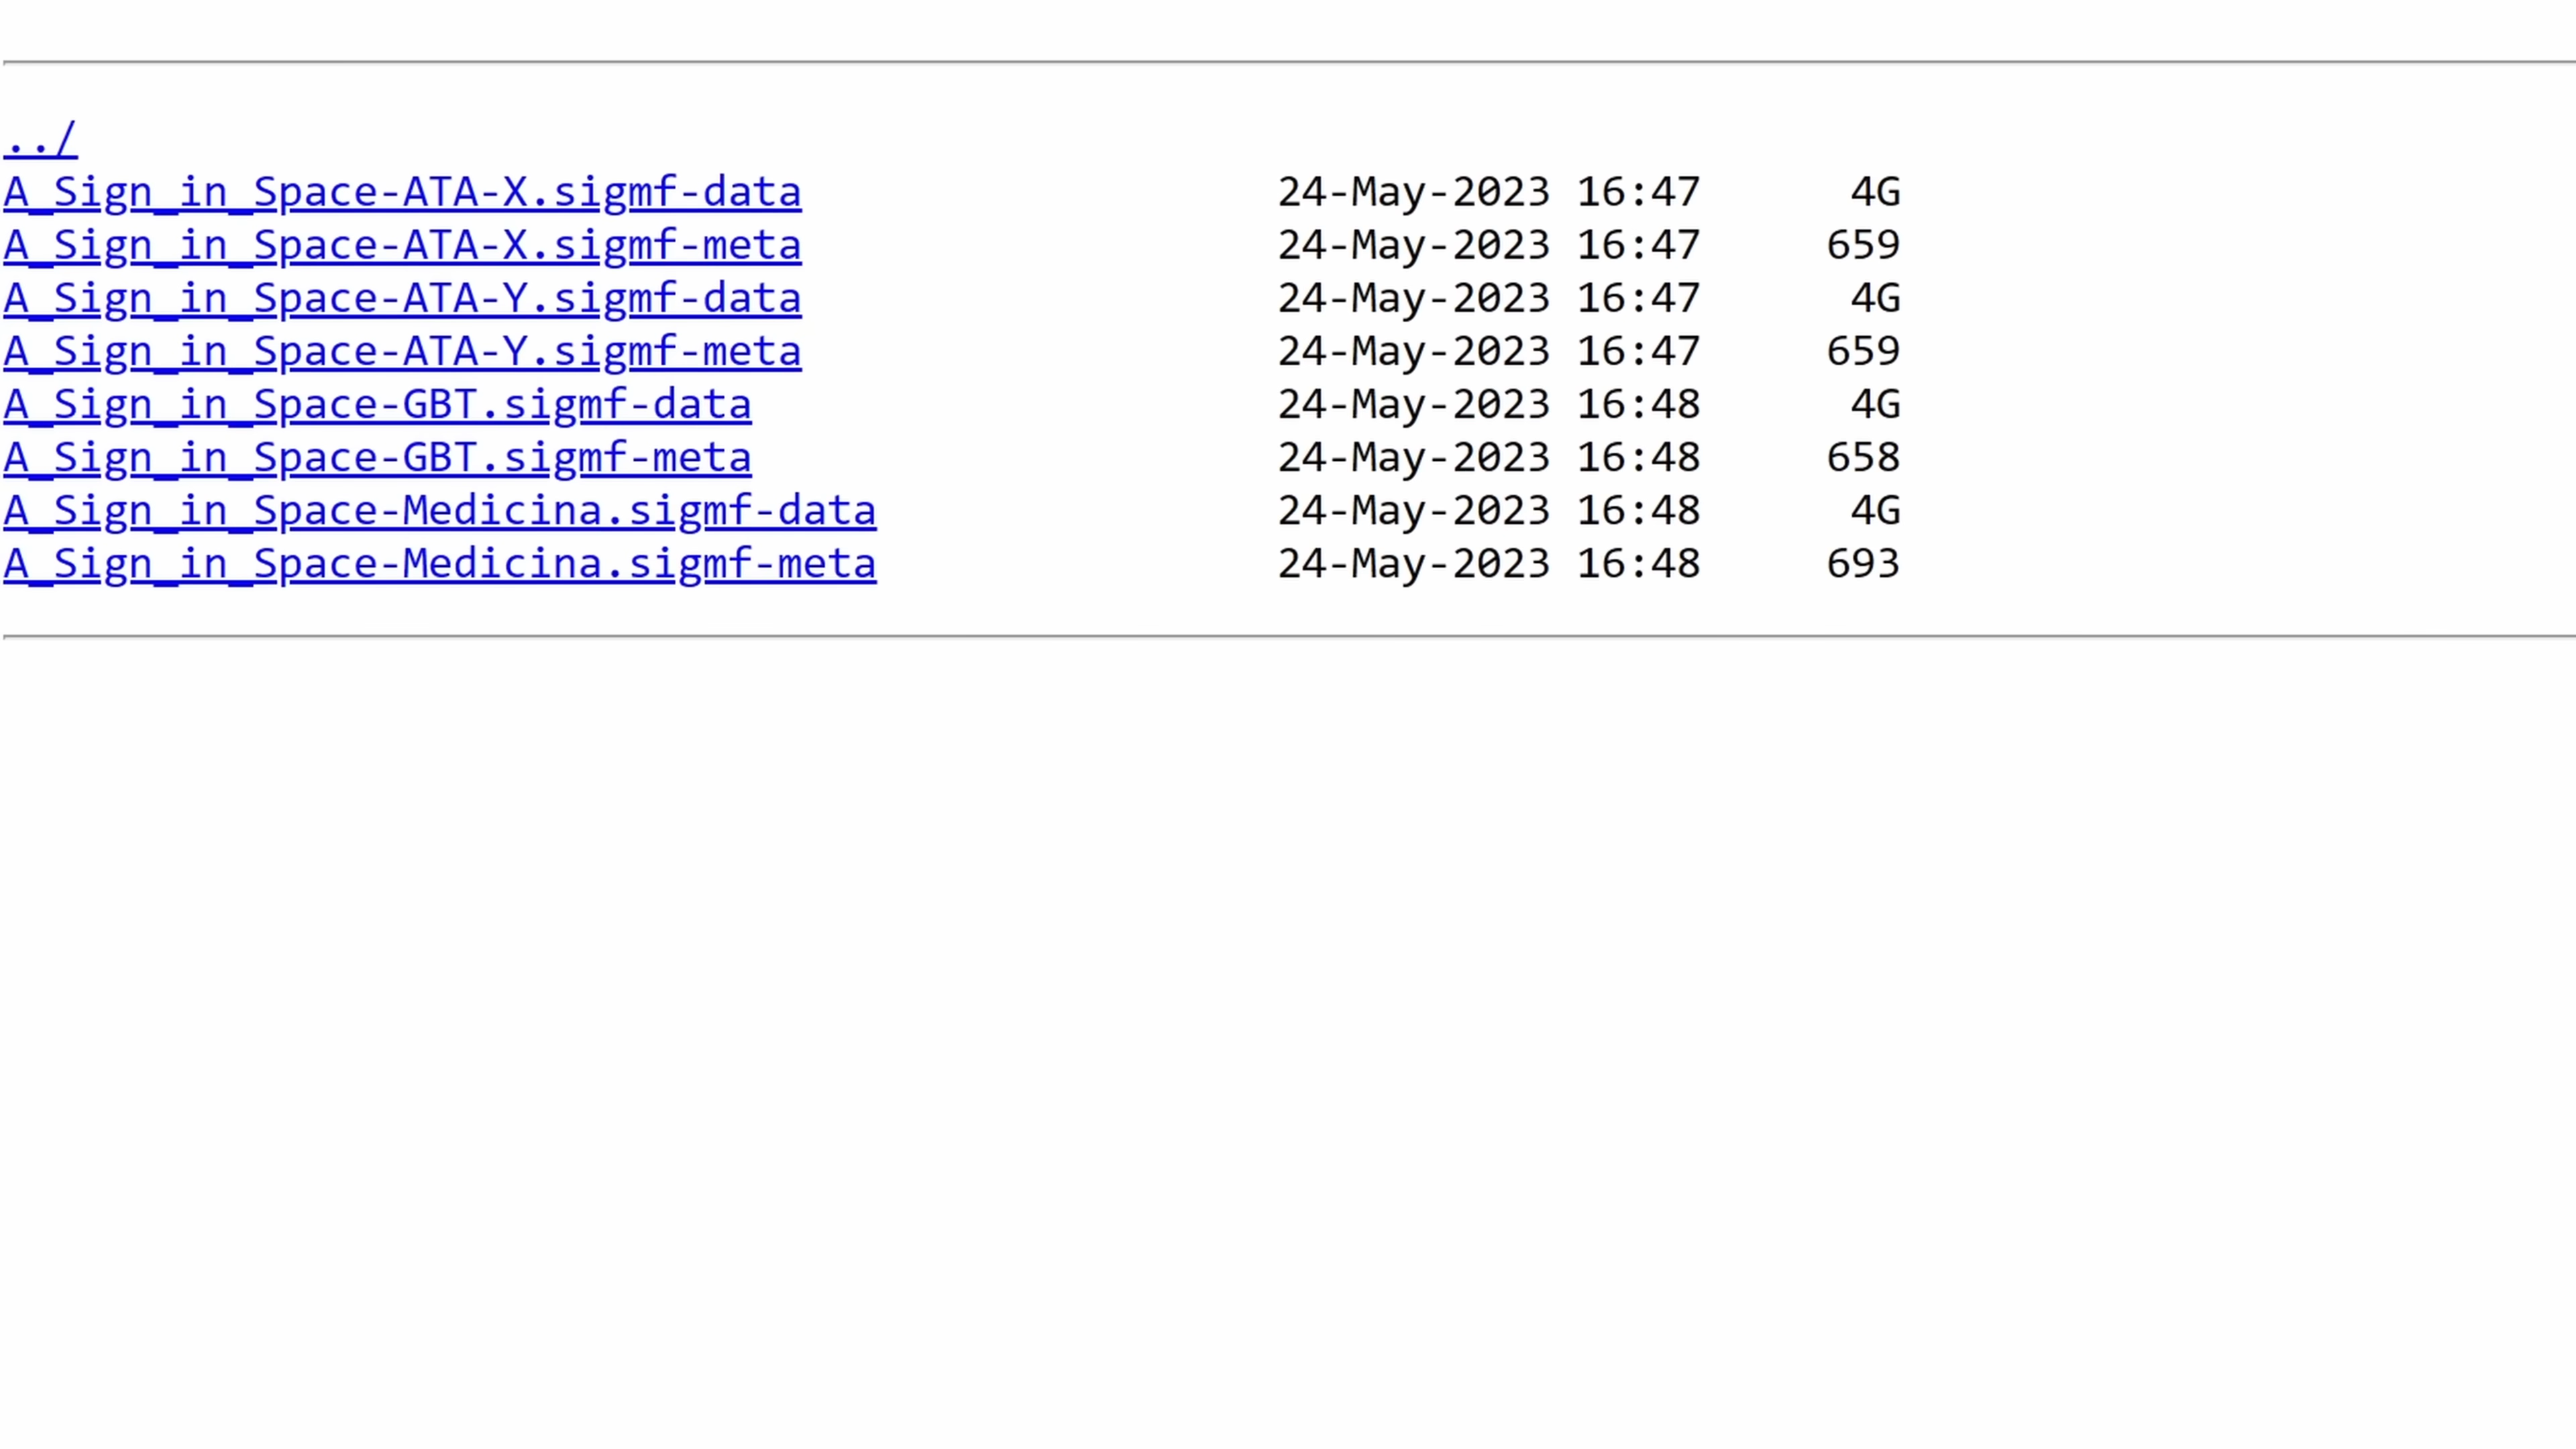 ../
A_Sign_in_Space-ATA-X.sigmf-data 24-May-2023 16:47 4G
A_Sign_in_Space-ATA-X.sigmf-meta 24-May-2023 16:47 659
A_Sign_in_Space-ATA-Y.sigmf-data 24-May-2023 16:47 4G
A_Sign_in_Space-ATA-Y.sigmf-meta 24-May-2023 16:47 659
A_Sign_in_Space-GBT.sigmf-data 24-May-2023 16:48 4G
A_Sign_in_Space-GBT.sigmf-meta 24-May-2023 16:48 658
A_Sign_in_Space-Medicina.sigmf-data 24-May-2023 16:48 4G
A_Sign_in_Space-Medicina.sigmf-meta 24-May-2023 16:48 693